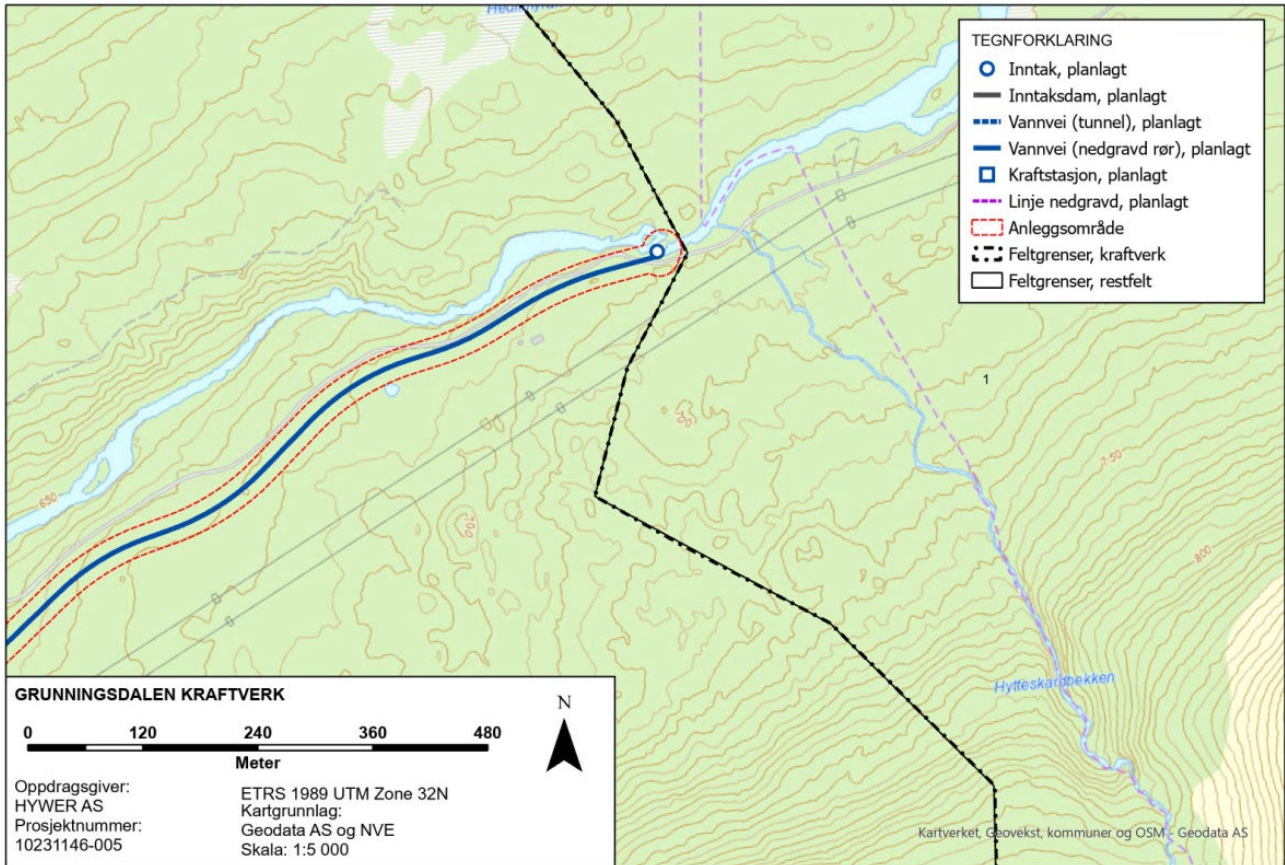 TEGNFORKLARING
Inntak, planlagt
Inntaksdam, planlagt
Vannvei (tunnel), planlagt
Vannvei (nedgravd rør), planlagt
Kraftstasjon, planlagt
Linje nedgravd, planlagt
Anleggsområde
Feltgrenser, kraftverk
Feltgrenser, restfelt
1
700
750
650
700
800
Hytteskardbekken
GRUNNINGSDALEN KRAFTVERK
0 120 240 360 480
Meter
N
Oppdragsgiver:
HYWER AS
Prosjektnummer:
10231146-005
ETRS 1989 UTM Zone 32N
Kartgrunnlag:
Geodata AS og NVE
Skala: 1:5 000
Kartverket, Geovekst, kommuner og OSM - Geodata AS